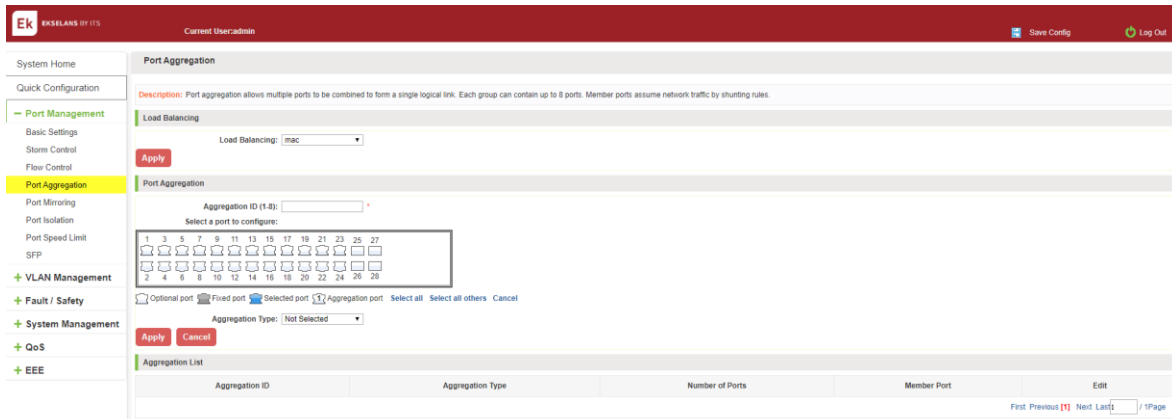 Ek EKSELANS BY ITS
Current User:admin
Save Config
Log Out
System Home
Quick Configuration
Port Management
Basic Settings
Storm Control
Flow Control
Port Aggregation
Port Mirroring
Port Isolation
Port Speed Limit
SFP
VLAN Management
Fault / Safety
System Management
QoS
EEE
Port Aggregation
Description: Port aggregation allows multiple ports to be combined to form a single logical link. Each group can contain up to 8 ports. Member ports assume network traffic by shunting rules.
Load Balancing
Load Balancing: mac
Apply
Port Aggregation
Aggregation ID (1-8): *
Select a port to configure:
1 3 5 7 9 11 13 15 17 19 21 23 25 27
2 4 6 8 10 12 14 16 18 20 22 24 26 28
Optional port Fixed port Selected port 1 Aggregation port Select all Select all others Cancel
Aggregation Type: Not Selected
Apply Cancel
Aggregation List
Aggregation ID Aggregation Type Number of Ports Member Port Edit
First Previous [1] Next Last 1 / 1Page